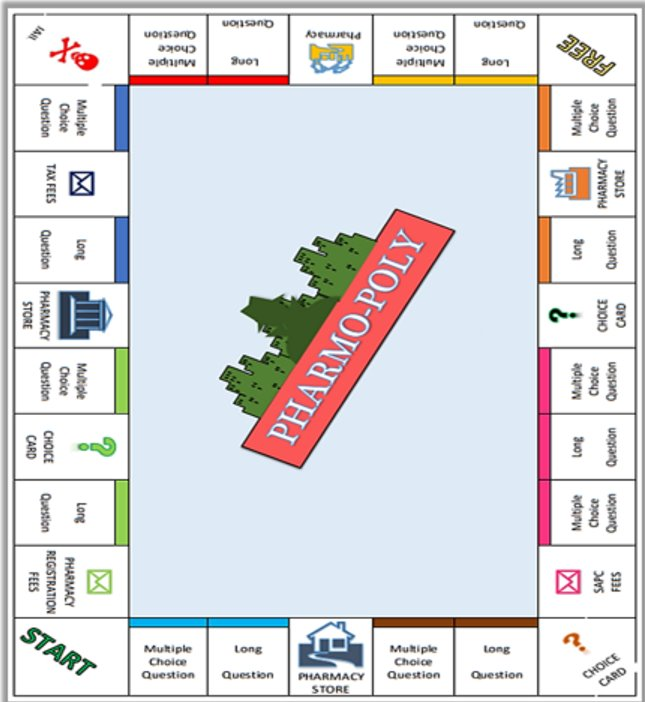 JAIL
Multiple
Choice
Question
Long
Question
Pharmacy
Multiple
Choice
Question
Long
Question
FREE
Multiple
Choice
Question
TAX FEES
Long
Question
PHARMACY
STORE
Multiple
Choice
Question
CHOICE
CARD
Long
Question
PHARMACY
REGISTRATION
FEES
PHARMO-POLY
Multiple
Choice
Question
PHARMACY
STORE
Long
Question
CHOICE
CARD
Multiple
Choice
Question
Long
Question
Multiple
Choice
Question
SAPC
FEES
START
Multiple
Choice
Question
Long
Question
PHARMACY
STORE
Multiple
Choice
Question
Long
Question
CHOICE
CARD